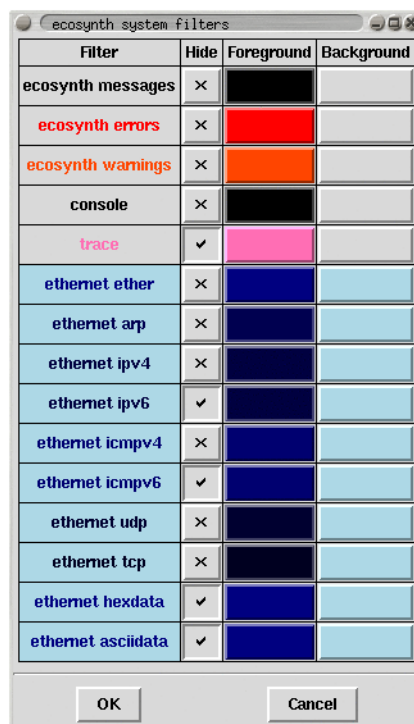 ecosynth system filters
Filter Hide Foreground Background
ecosynth messages
ecosynth errors
ecosynth warnings
console
trace
ethernet ether
ethernet arp
ethernet ipv4
ethernet ipv6
ethernet icmpv4
ethernet icmpv6
ethernet udp
ethernet tcp
ethernet hexdata
ethernet asciidata
OK Cancel